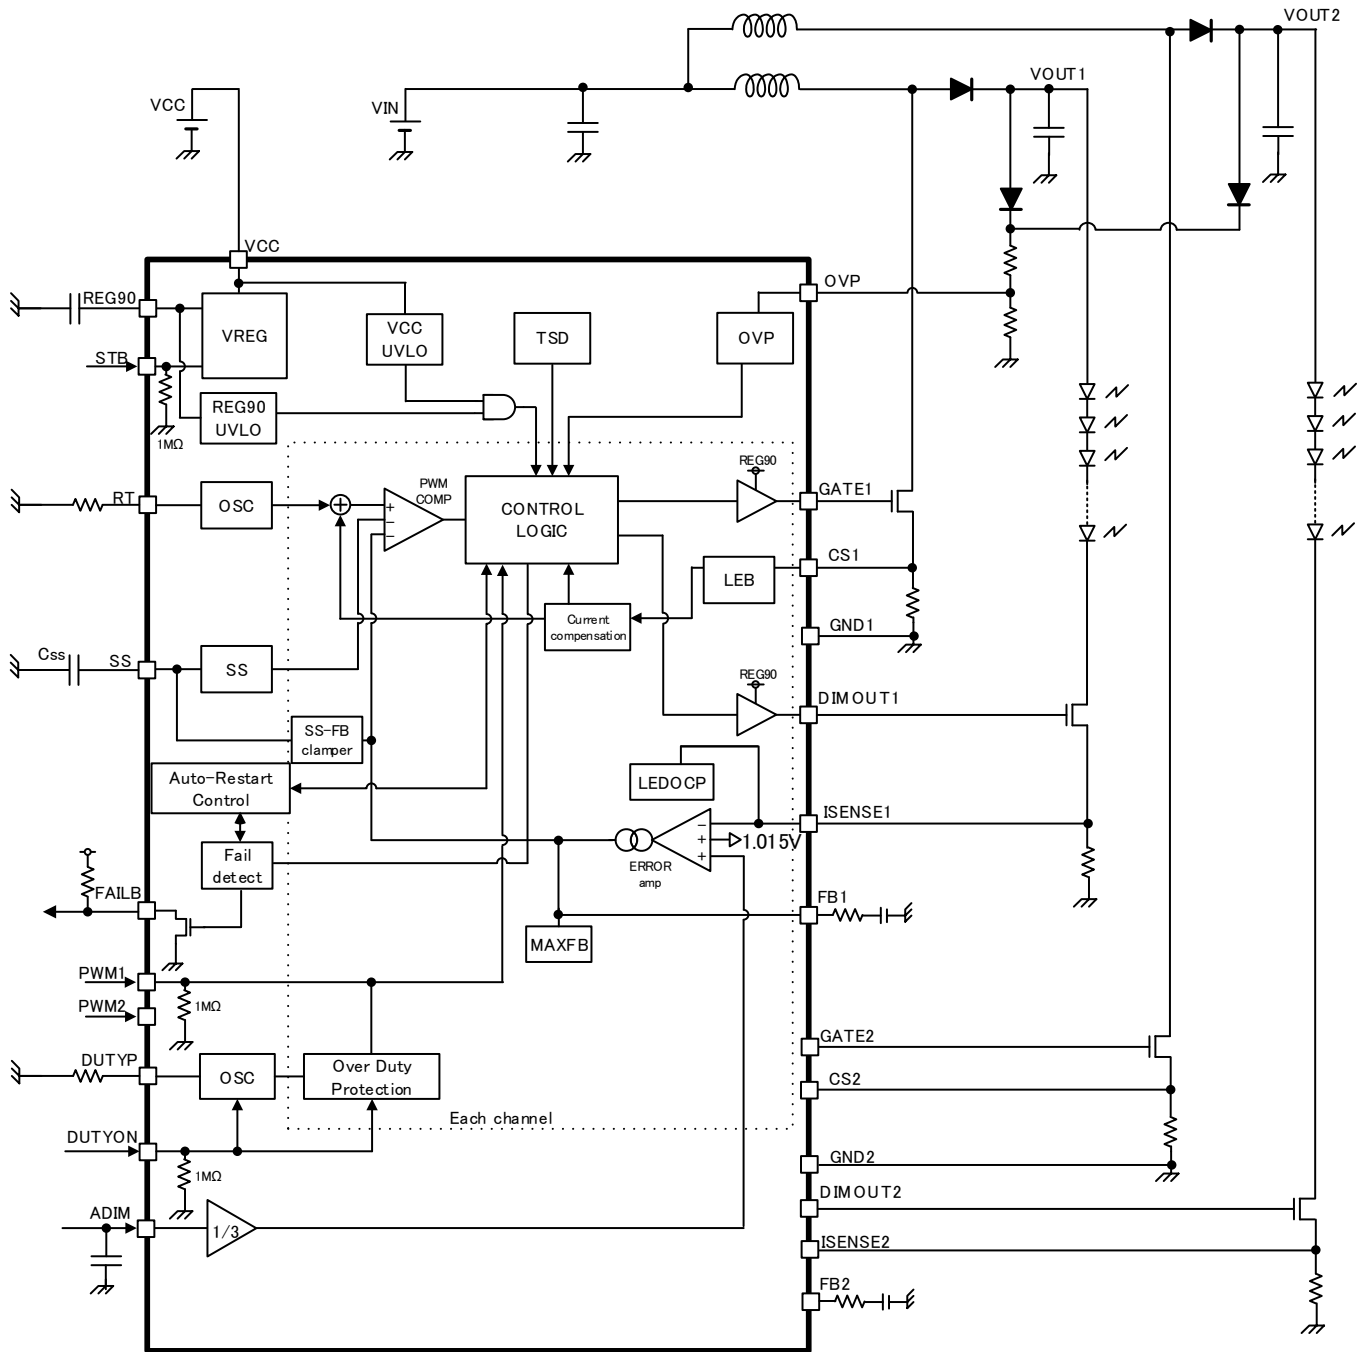 VOUT2
VOUT1
VCC
VIN
VCC
REG90
VREG
STB
1MΩ
VCC
UVLO
REG90
UVLO
TSD
OVP
OVP
RT
OSC
PWM
COMP
+
−
−
CONTROL
LOGIC
REG90
GATE1
CS1
LEB
Current
compensation
GND1
Css
SS
SS
REG90
DIMOUT1
SS-FB
clamper
Auto-Restart
Control
LEDOCP
ISENSE1
−
+
+
1.015V
ERROR
amp
Fail
detect
FAILB
FB1
MAXFB
PWM1
1MΩ
PWM2
DUTYP
OSC
Over Duty
Protection
Each channel
GATE2
CS2
DUTYON
1MΩ
GND2
DIMOUT2
ADIM
1/3
ISENSE2
FB2